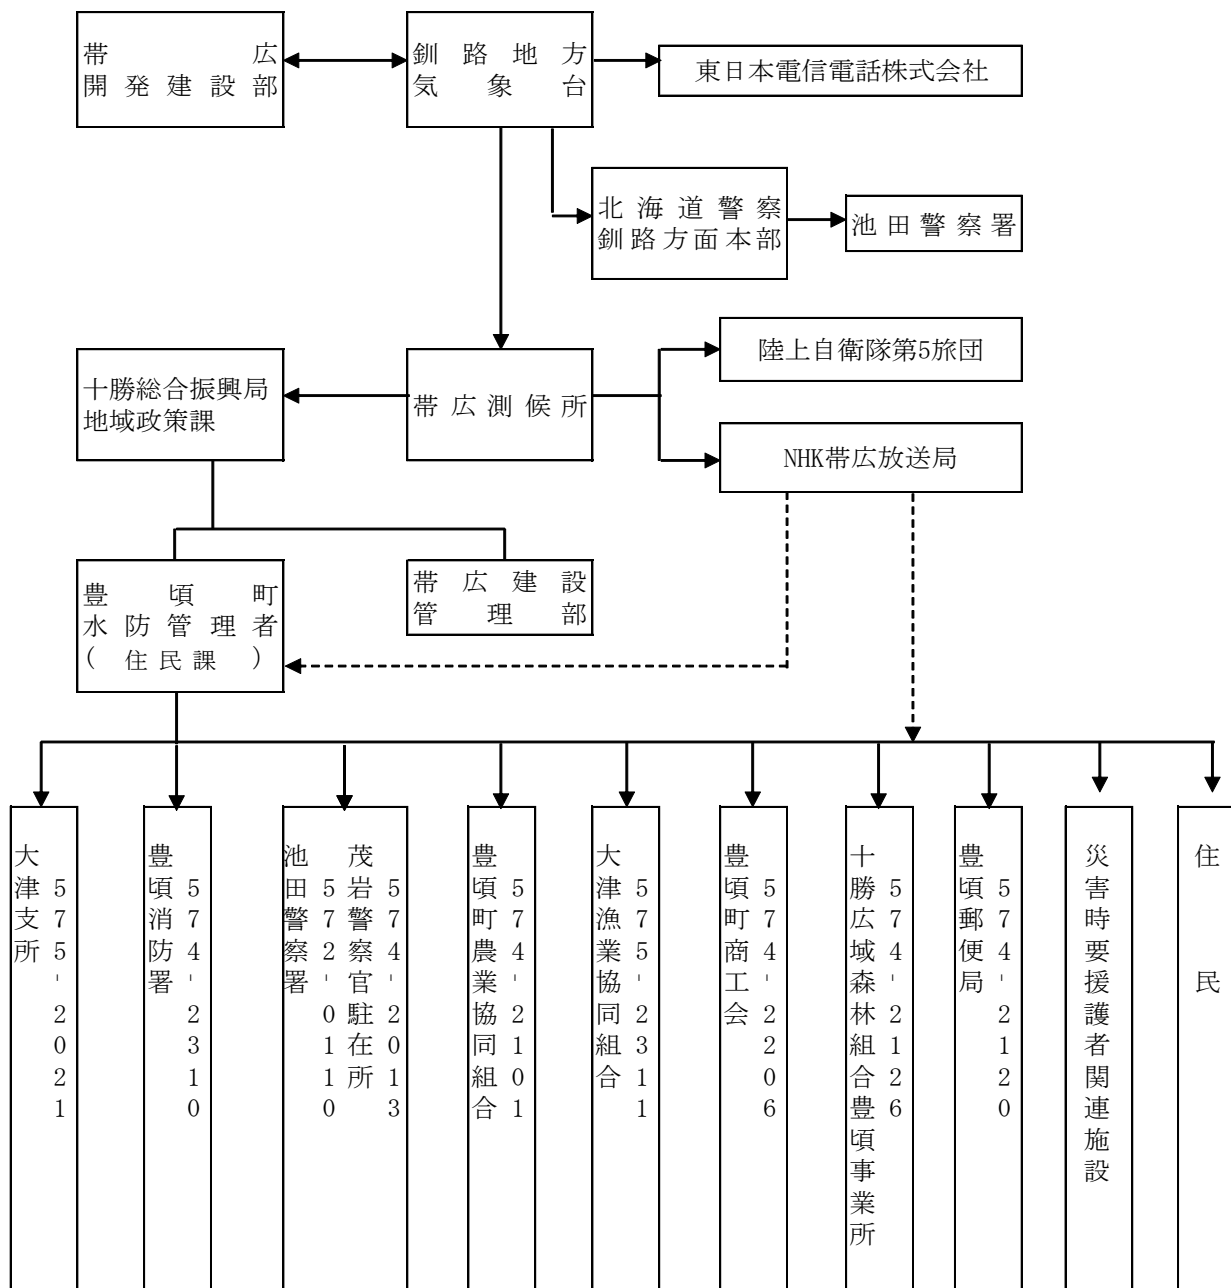 帯広
開発建設部
釧路地方
気象台
東日本電信電話株式会社
北海道警察
釧路方面本部
池田警察署
十勝総合振興局
地域政策課
帯広測候所
陸上自衛隊第5旅団
NHK帯広放送局
豊頃町
水防管理者
(住民課)
帯広建設
管理部
大津支所
575-2021
豊頃消防署
574-2310
池田警察署
572-0110
茂岩警察官駐在所
574-2013
豊頃町農業協同組合
574-2101
大津漁業協同組合
575-2311
豊頃町商工会
574-2206
十勝広域森林組合豊頃事業所
574-2126
豊頃郵便局
574-2120
災害時要援護者関連施設
住民